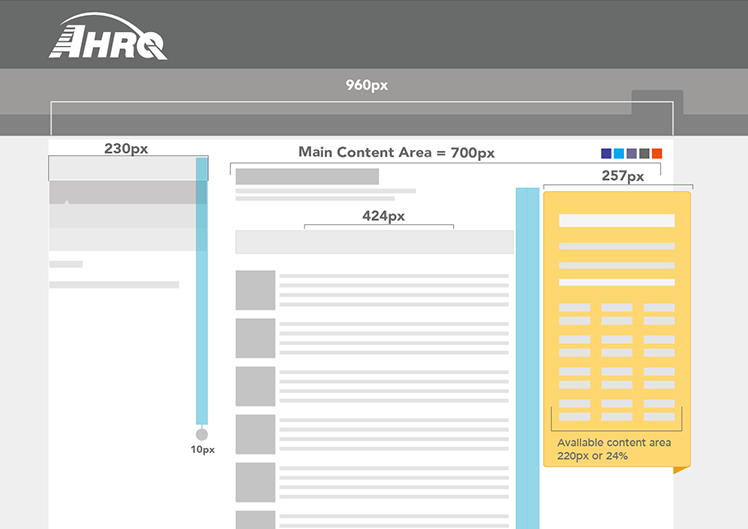 AHRQ
960px
230px
Main Content Area = 700px
257px
424px
10px
Available content area
220px or 24%